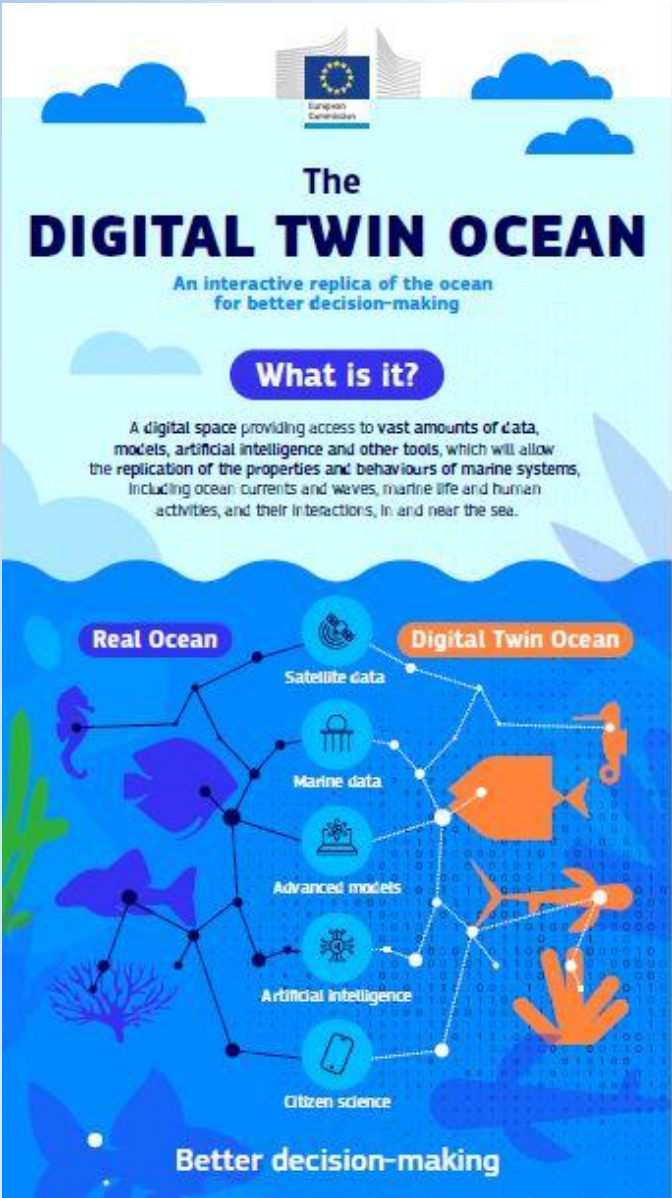 European
Commission
The
DIGITAL TWIN OCEAN
An interactive replica of the ocean
for better decision-making
What is it?
A digital space providing access to vast amounts of data,
models, artificial intelligence and other tools, which will allow
the replication of the properties and behaviours of marine systems,
including ocean currents and waves, marine life and human
activities, and their interactions, in and near the sea.
Real Ocean
Digital Twin Ocean
Satellite data
Marine data
Advanced models
Artificial intelligence
Citizen science
Better decision-making